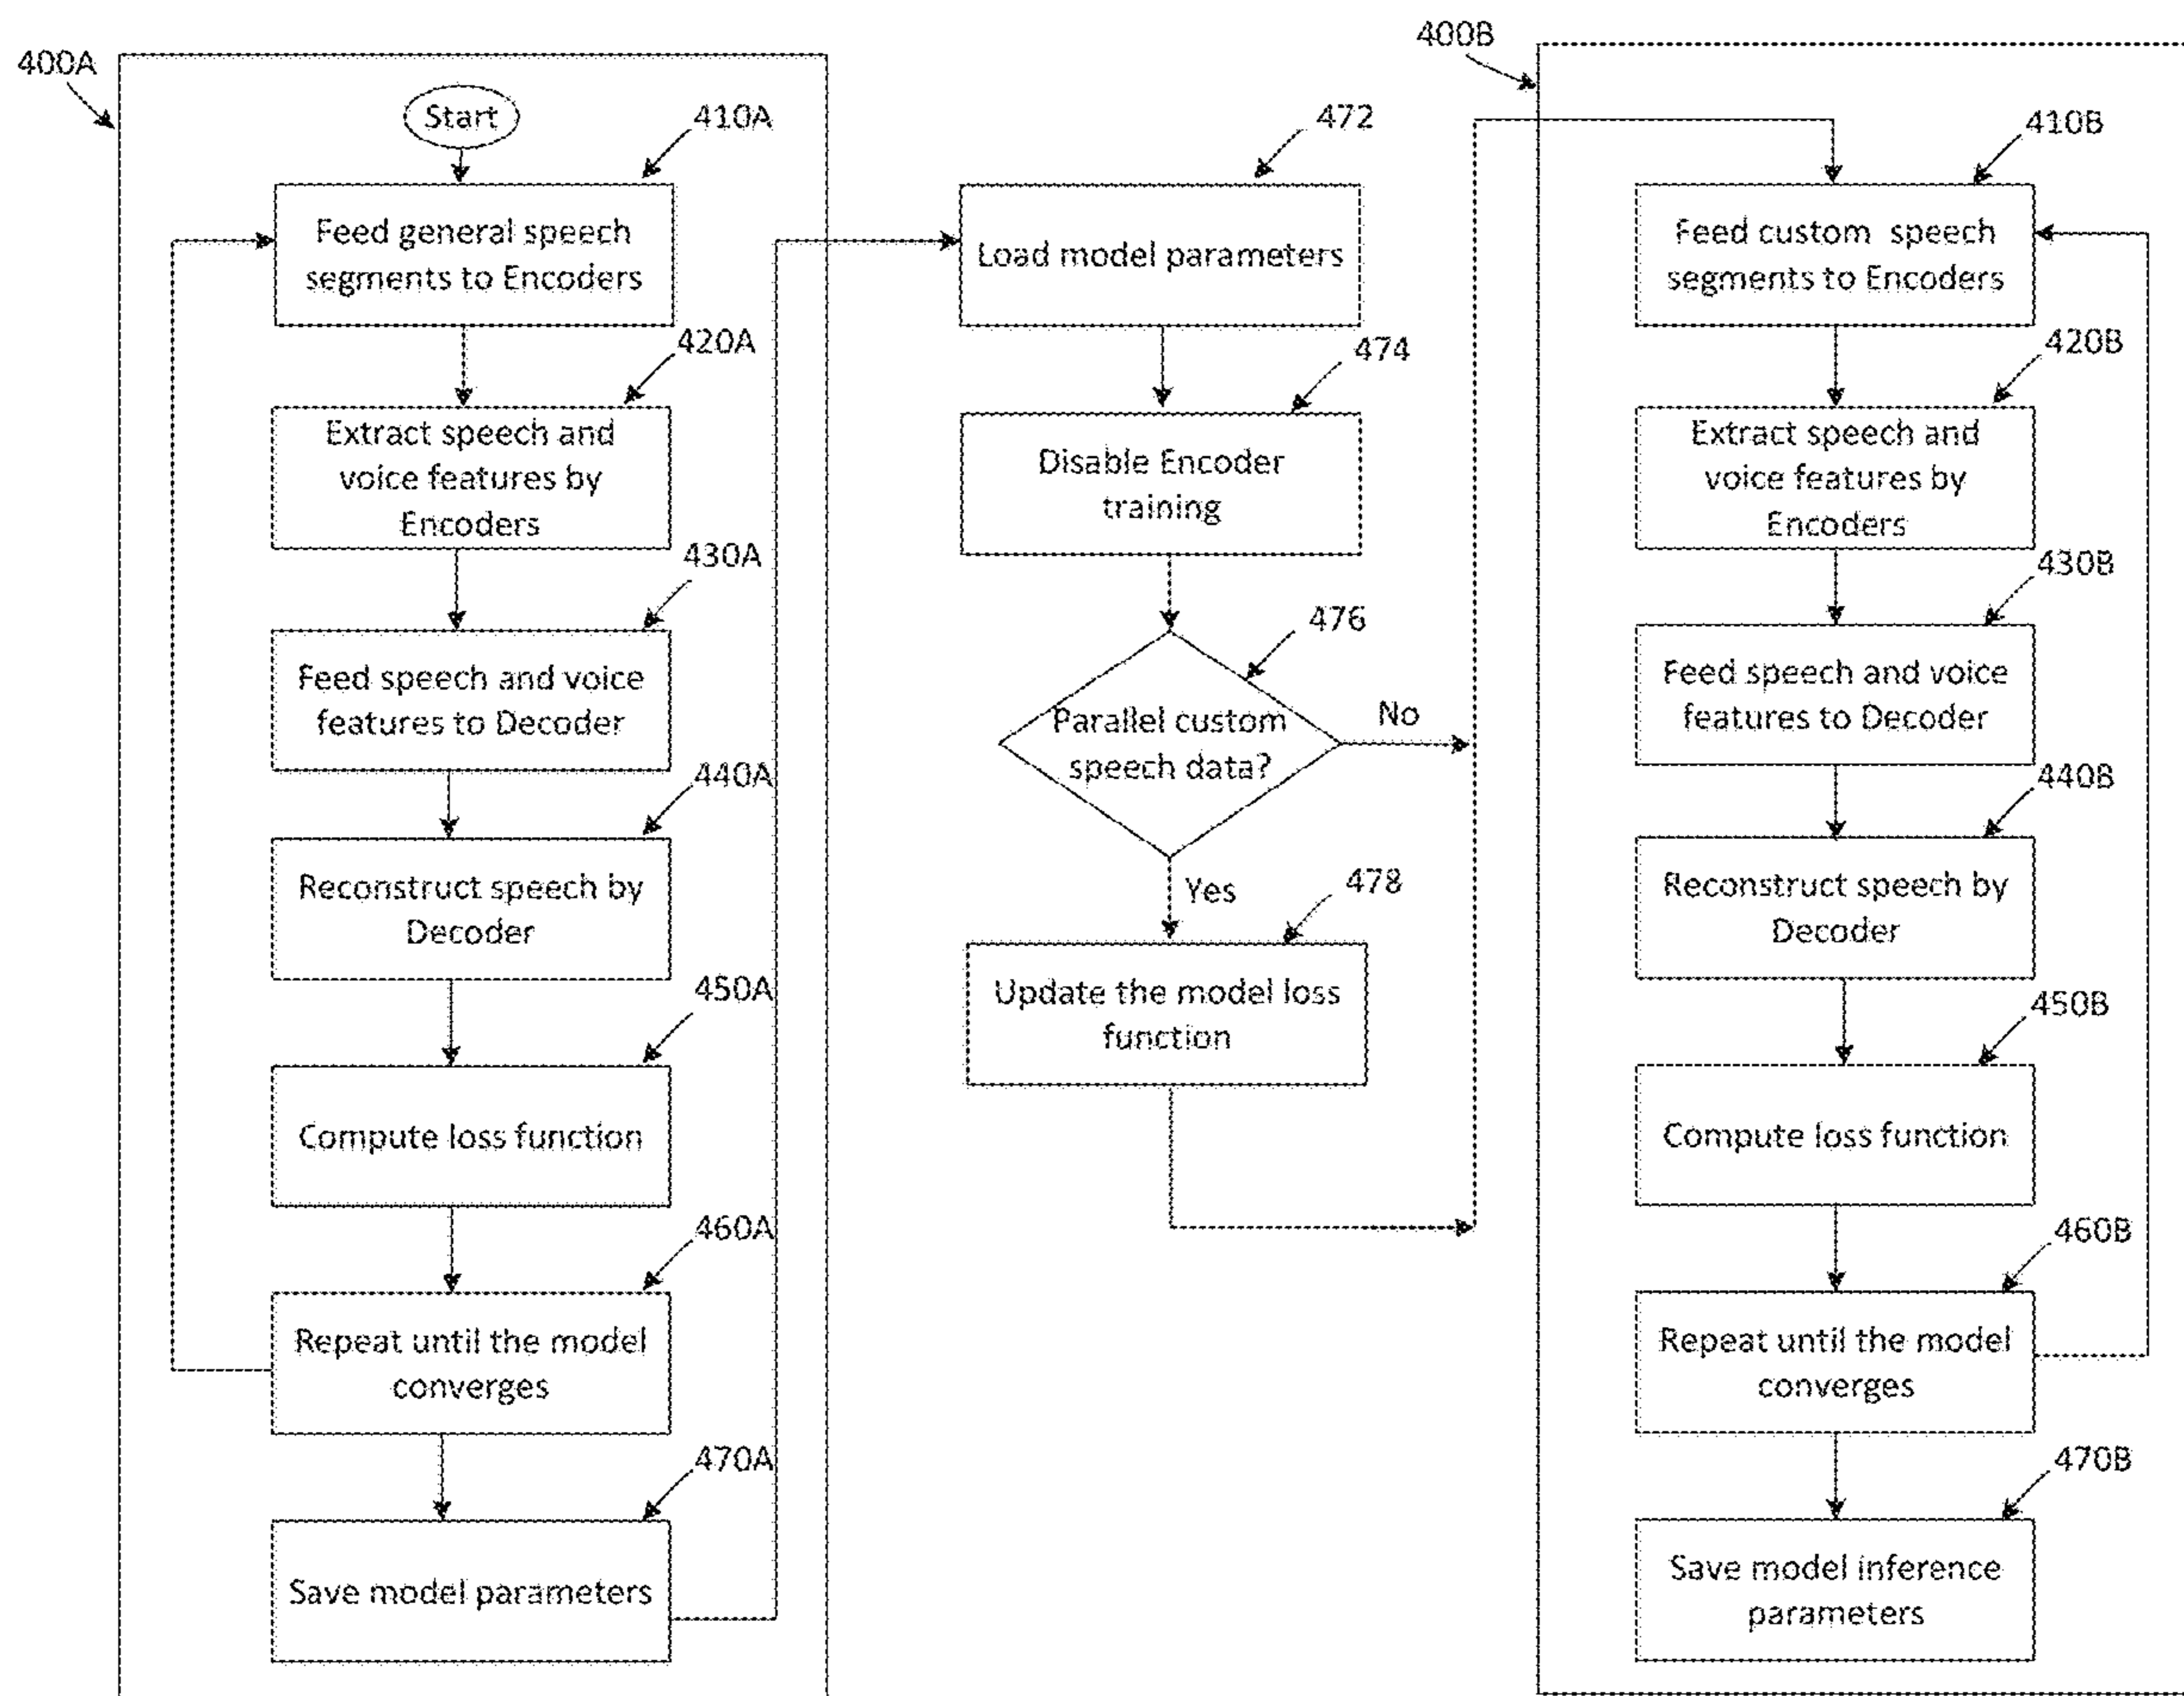 400A
Start
410A
Feed general speech
segments to Encoders
420A
Extract speech and
voice features by
Encoders
430A
Feed speech and voice
features to Decoder
440A
Reconstruct speech by
Decoder
450A
Compute loss function
460A
Repeat until the model
converges
470A
Save model parameters
472
Load model parameters
474
Disable Encoder
training
476
Parallel custom
speech data?
No
Yes
478
Update the model loss
function
400B
410B
Feed custom speech
segments to Encoders
420B
Extract speech and
voice features by
Encoders
430B
Feed speech and voice
features to Decoder
440B
Reconstruct speech by
Decoder
450B
Compute loss function
460B
Repeat until the model
converges
470B
Save model inference
parameters